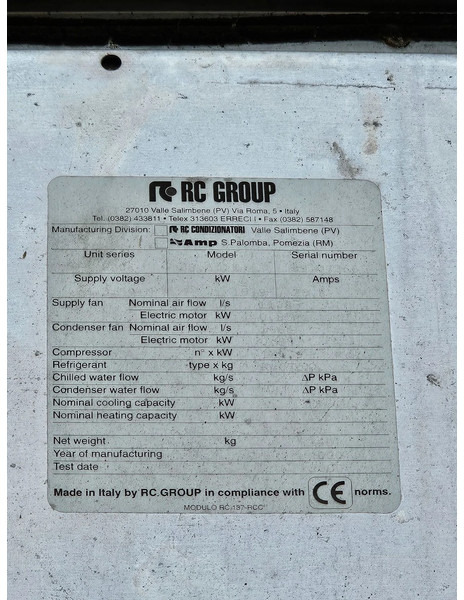 RC GROUP
27010 Valle Salimbene (PV) Via Roma, 5 • Italy
Tel. (0382) 433811 • Telex 313603 ERRECI I • Fax (0382) 587148
Manufacturing Division: RC CONDIZIONATORI Valle Salimbene (PV)
Amp S.Palomba, Pomezia (RM)
Unit series Model Serial number
Supply voltage kW Amps
Supply fan Nominal air flow l/s
Electric motor kW
Condenser fan Nominal air flow l/s
Electric motor kW
Compressor n° x kW
Refrigerant type x kg
Chilled water flow kg/s ΔP kPa
Condenser water flow kg/s ΔP kPa
Nominal cooling capacity kW
Nominal heating capacity kW
Net weight kg
Year of manufacturing
Test date
Made in Italy by RC GROUP in compliance with CE norms.
MODULO RC/137-RCC